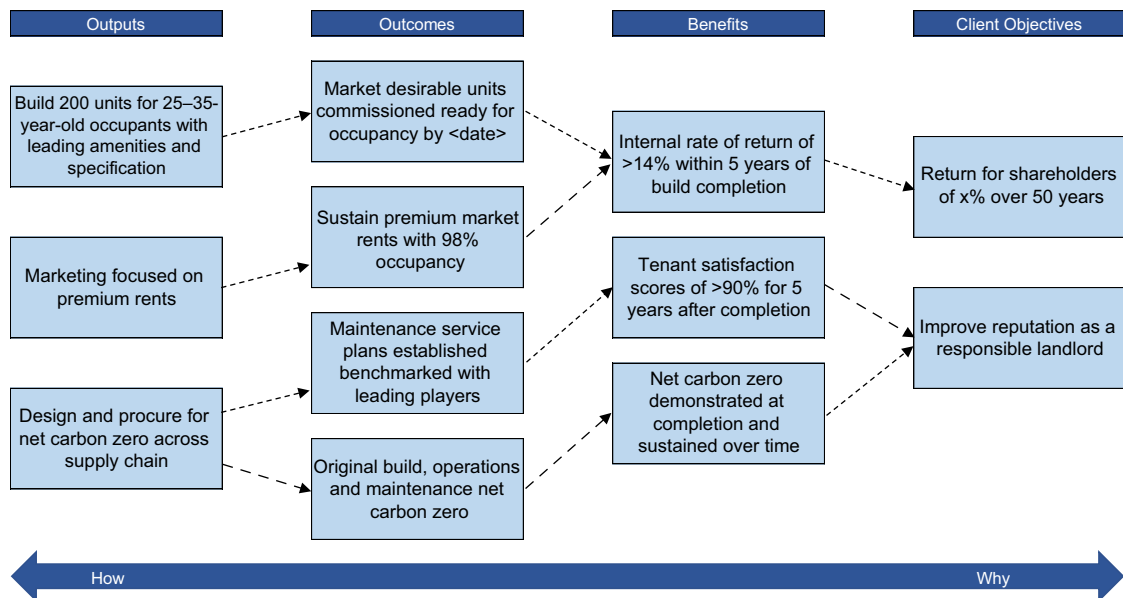 Outputs
Outcomes
Benefits
Client Objectives
Build 200 units for 25–35-
year-old occupants with
leading amenities and
specification
Marketing focused on
premium rents
Design and procure for
net carbon zero across
supply chain
Market desirable units
commissioned ready for
occupancy by <date>
Sustain premium market
rents with 98%
occupancy
Maintenance service
plans established
benchmarked with
leading players
Original build, operations
and maintenance net
carbon zero
Internal rate of return of
>14% within 5 years of
build completion
Tenant satisfaction
scores of >90% for 5
years after completion
Net carbon zero
demonstrated at
completion and
sustained over time
Return for shareholders
of x% over 50 years
Improve reputation as a
responsible landlord
How
Why